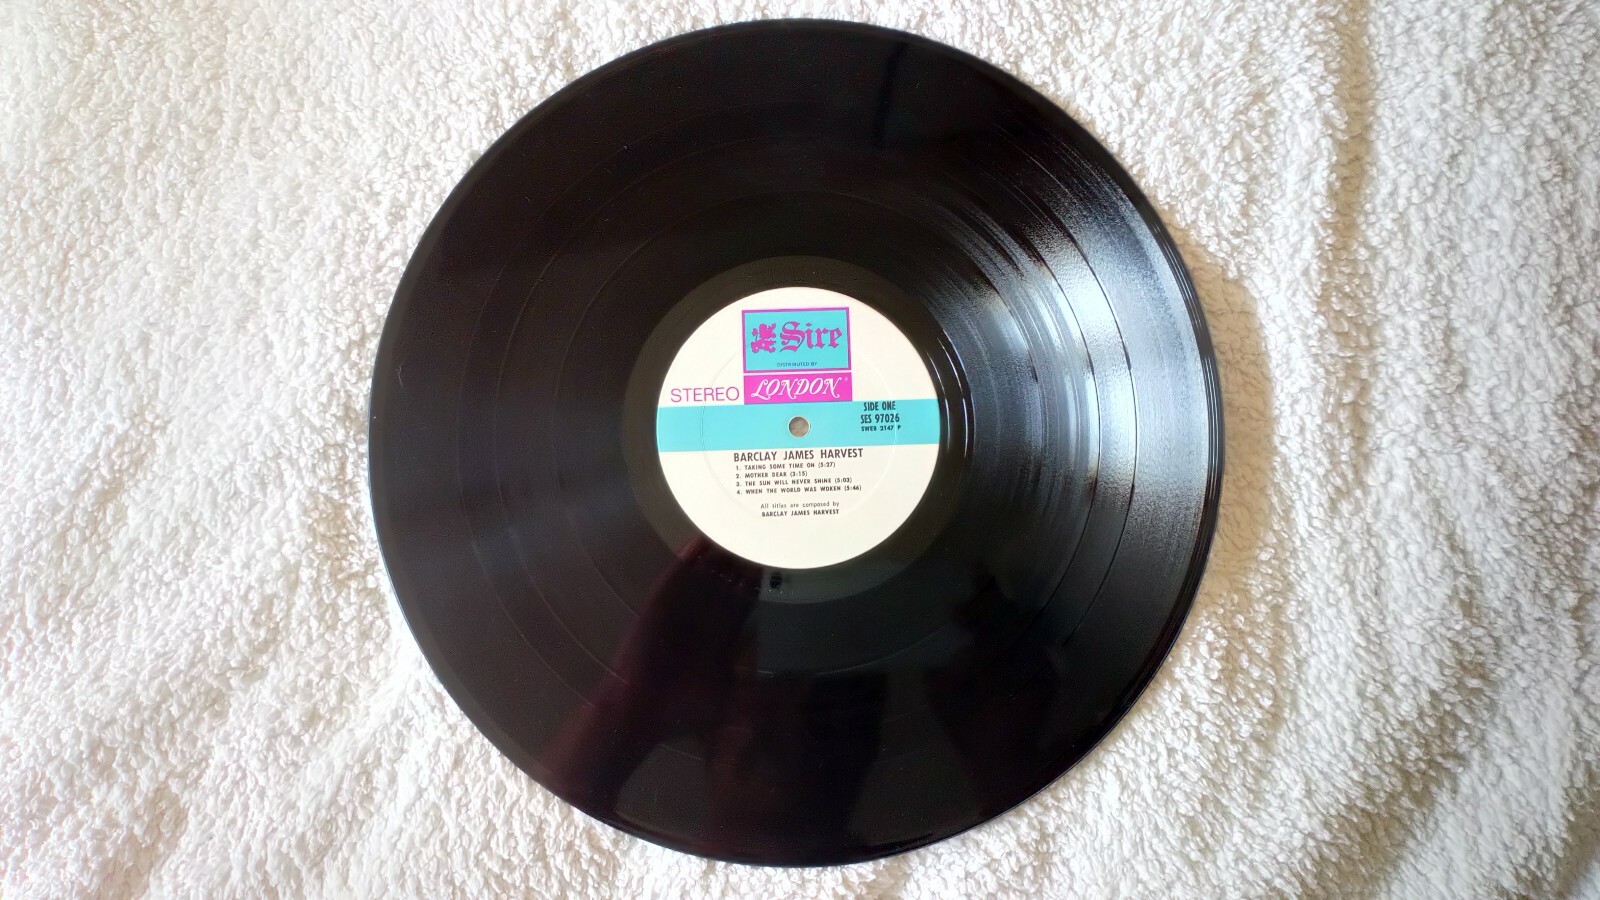 Sire
DISTRIBUTED BY
STEREO LONDON®
SIDE ONE
SES 97026
SWEB 2147 P
BARCLAY JAMES HARVEST
1. TAKING SOME TIME ON (5:27)
2. MOTHER DEAR (3:15)
3. THE SUN WILL NEVER SHINE (5:03)
4. WHEN THE WORLD WAS WOKEN (5:46)
All titles are composed by
BARCLAY JAMES HARVEST